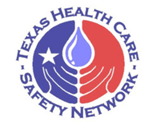 TEXAS HEALTH CARE
- SAFETY NETWORK -